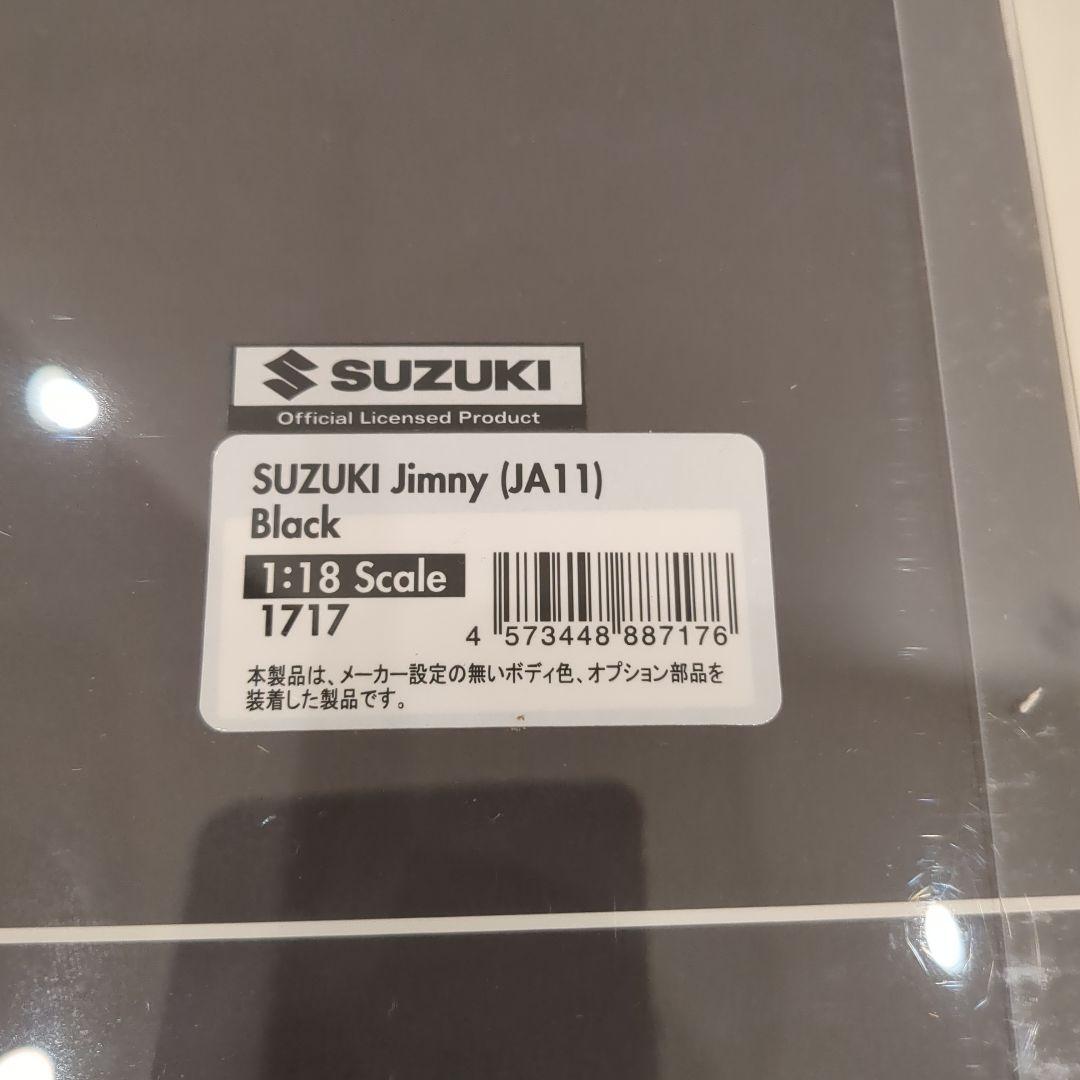 SUZUKI
Official Licensed Product
SUZUKI Jimny (JA11)
Black
1:18 Scale
1717
4 573448 887176
本製品は、メーカー設定の無いボディ色、オプション部品を
装着した製品です。